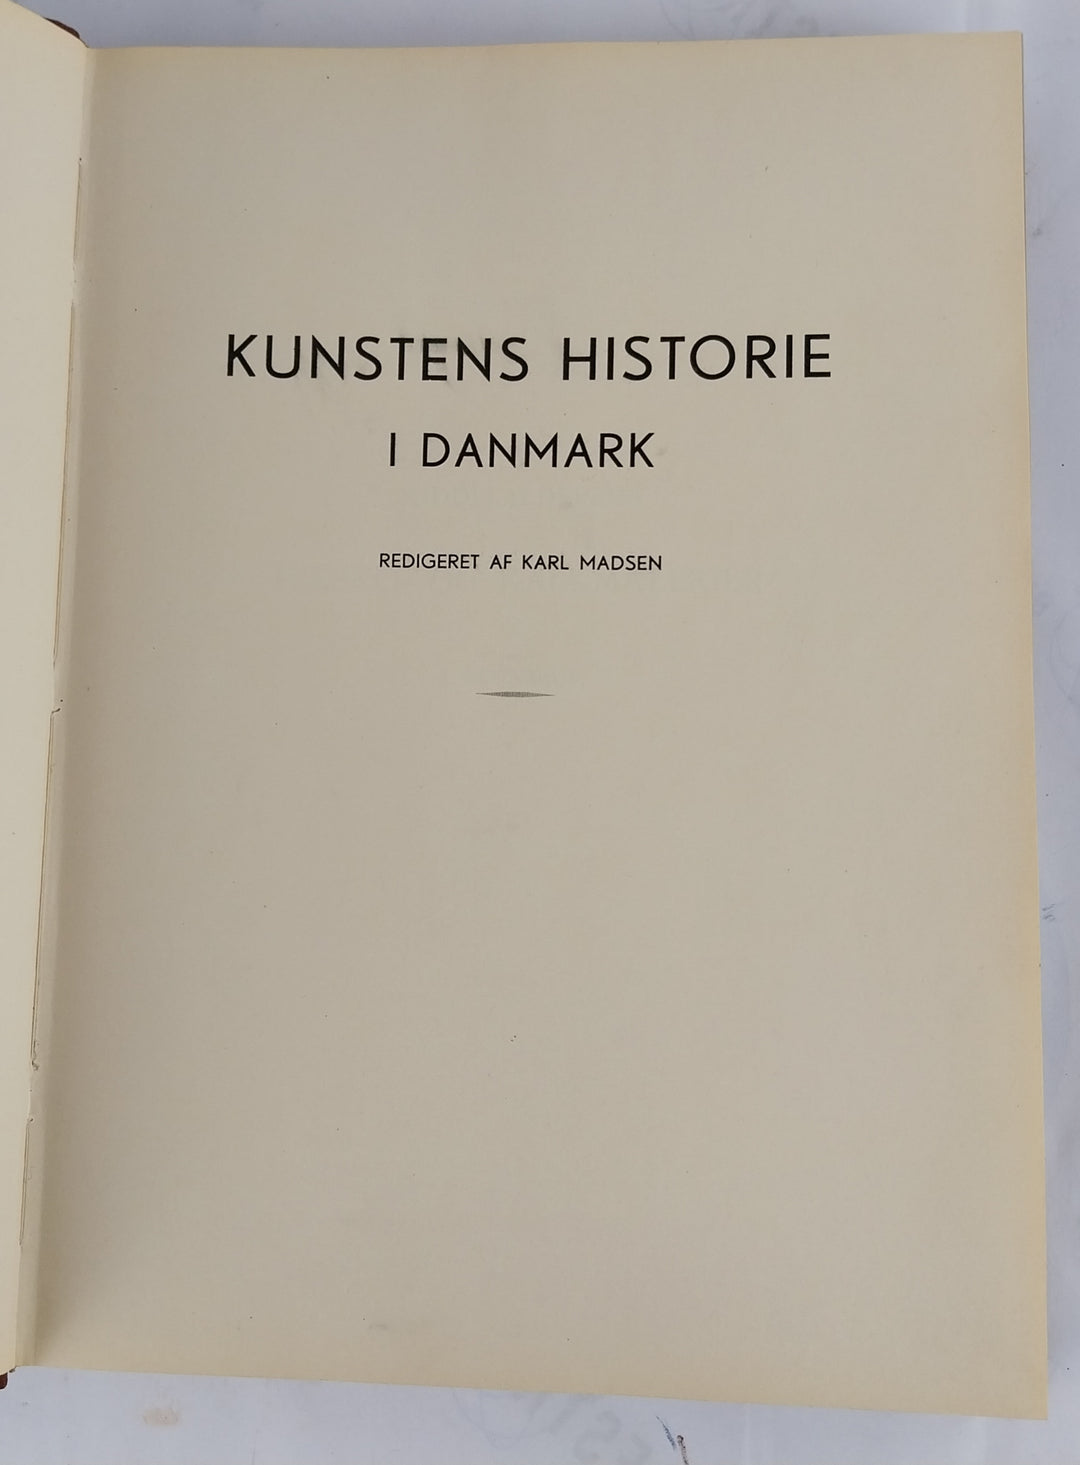 KUNSTENS HISTORIE
I DANMARK
REDIGERET AF KARL MADSEN